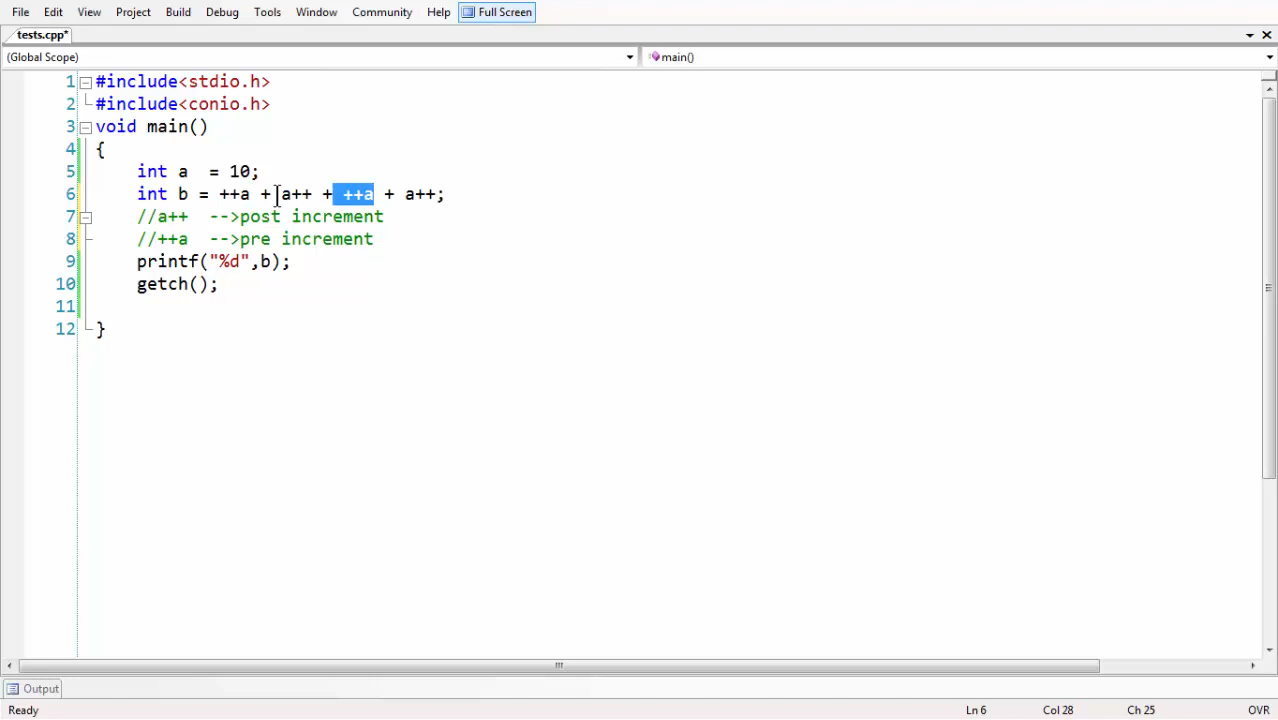 File Edit View Project Build Debug Tools Window Community Help Full Screen
tests.cpp*
(Global Scope) main()
1 #include<stdio.h>
2 #include<conio.h>
3 void main()
4 {
5 int a  = 10;
6 int b = ++a + a++ + ++a + a++;
7 //a++  -->post increment
8 //++a  -->pre increment
9 printf("%d",b);
10 getch();
11
12 }
Output
Ready Ln 6 Col 28 Ch 25 OVR